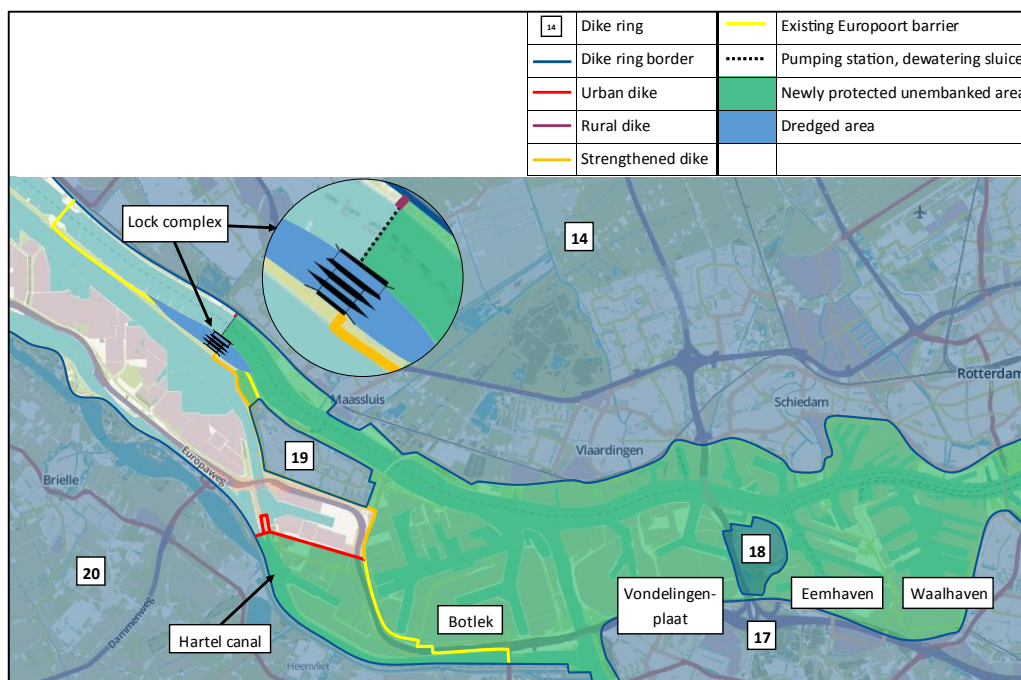 14 Dike ring Existing Europoort barrier
Dike ring border Pumping station, dewatering sluice
Urban dike Newly protected unembanked area
Rural dike Dredged area
Strengthened dike
Lock complex
14
Rotterdam
Maassluis
Schiedam
Vlaardingen
19
Europaweg
Brielle
18
20
Vondelingen-
plaat
Eemhaven
Waalhaven
Botlek
17
Dammenweg
Hartel canal
Heenvliet